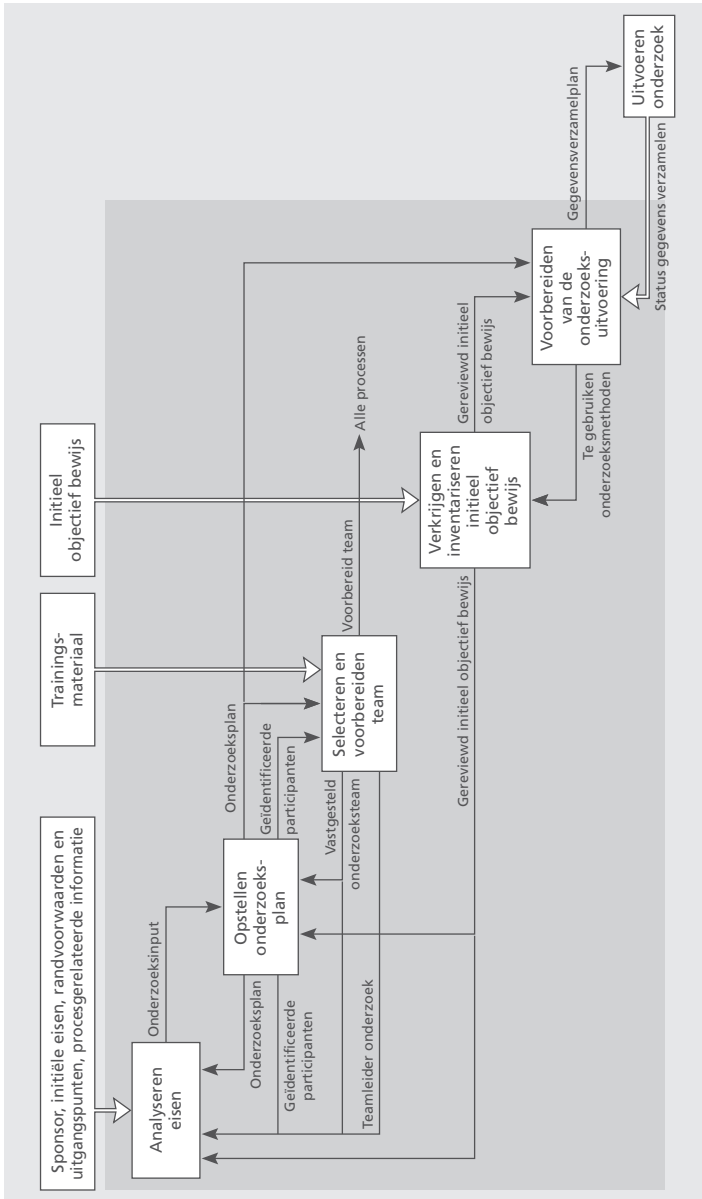 Sponsor, initiële eisen, randvoorwaarden en
uitgangspunten, procesgerelateerde informatie
Trainings-
materiaal
Initieel
objectief bewijs
Analyseren
eisen
Onderzoeksinput
Onderzoeksplan
Geïdentificeerde
participanten
Teamleider onderzoek
Opstellen
onderzoeks-
plan
Onderzoeksplan
Geïdentificeerde
participanten
Vastgesteld
onderzoeksteam
Selecteren en
voorbereiden
team
Voorbereid team
Alle processen
Gereviewd initieel objectief bewijs
Verkrijgen en
inventariseren
initieel
objectief
bewijs
Gereviewd initieel
objectief bewijs
Te gebruiken
onderzoeksmethoden
Voorbereiden
van de
onderzoeks-
uitvoering
Gegevensverzamelplan
Status gegevens verzamelen
Uitvoeren
onderzoek